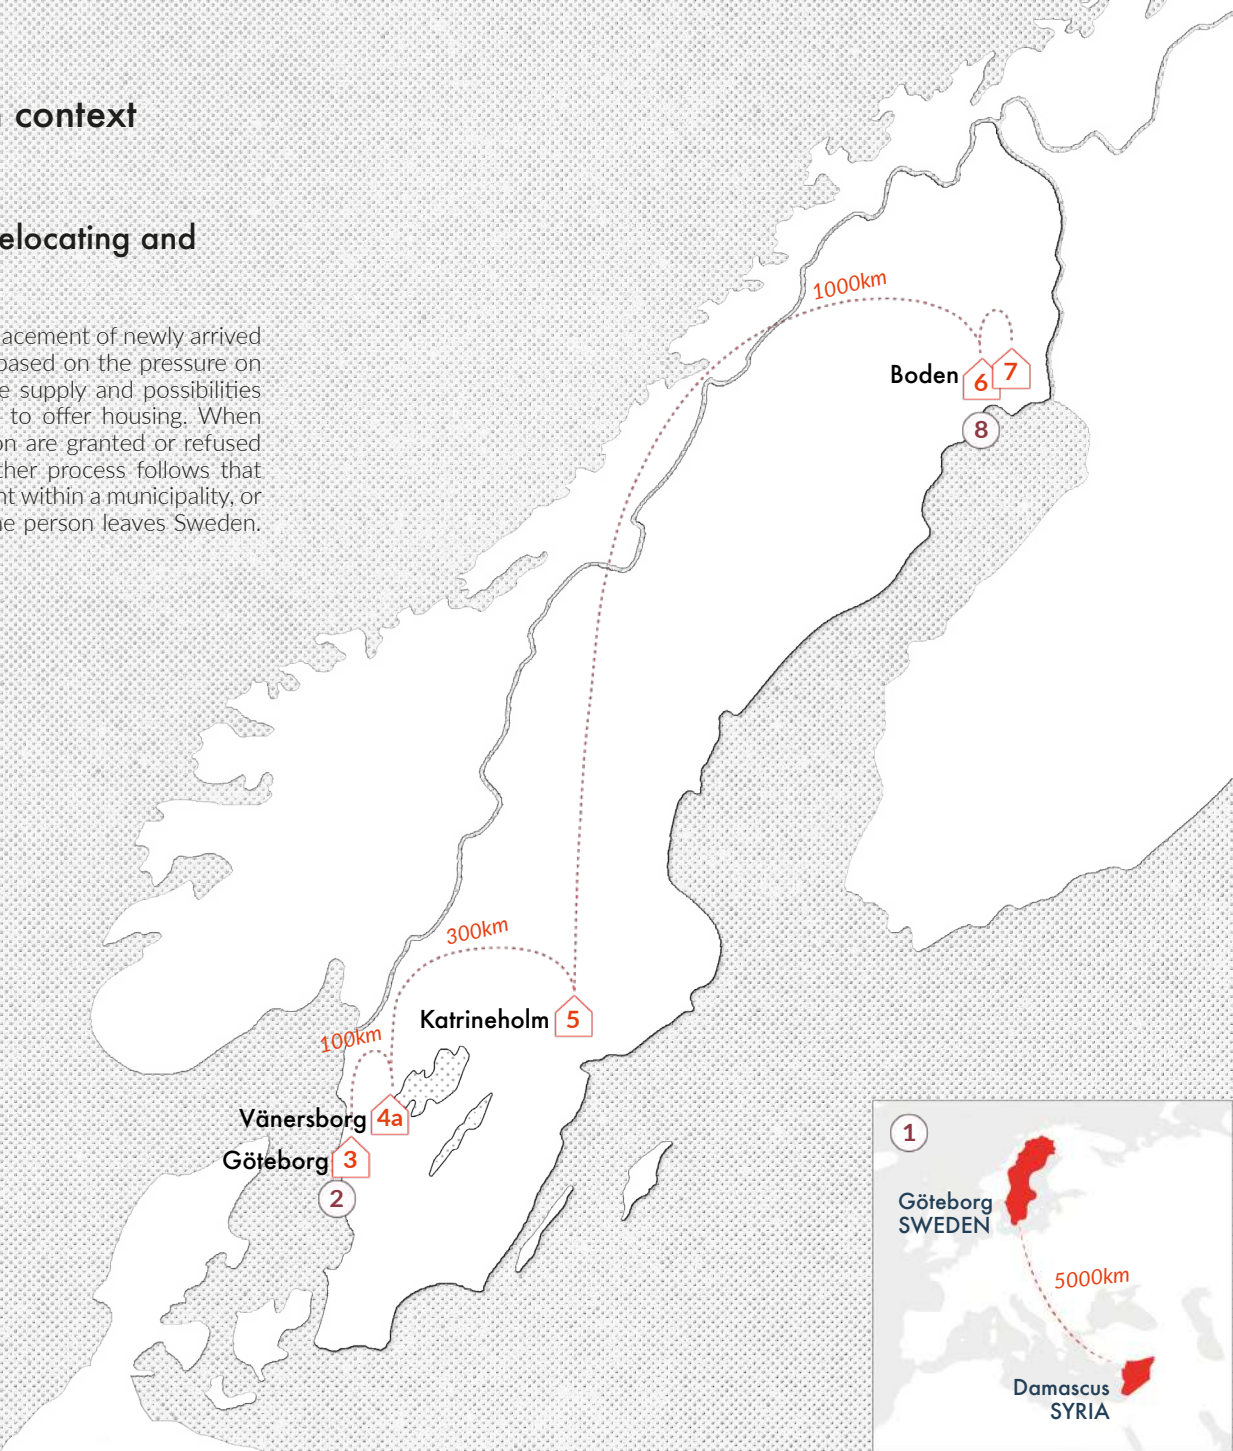 context
elocating and
acement of newly arrived
based on the pressure on
e supply and possibilities
to offer housing. When
on are granted or refused
ther process follows that
nt within a municipality, or
he person leaves Sweden.
1000km
Boden
6
7
8
300km
Katrineholm
5
100km
Vänersborg
4a
Göteborg
3
2
1
Göteborg
SWEDEN
5000km
Damascus
SYRIA